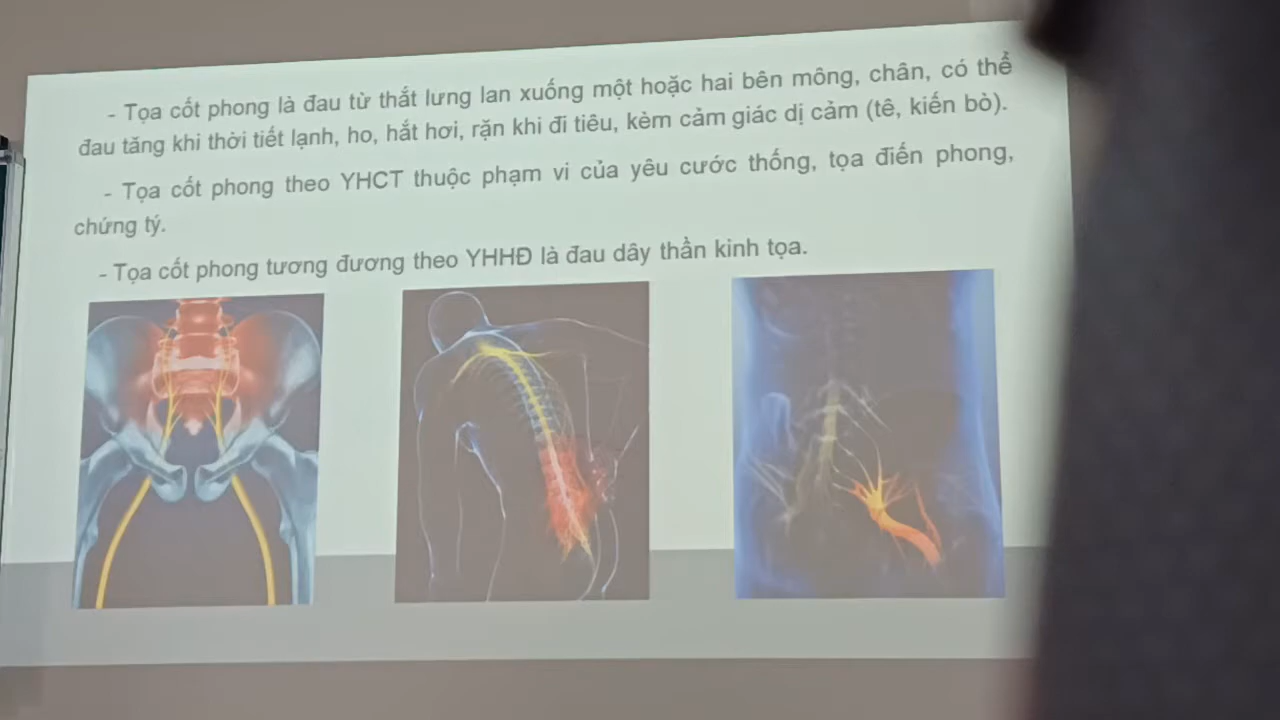 - Tọa cốt phong là đau từ thắt lưng lan xuống một hoặc hai bên mông, chân, có thể
đau tăng khi thời tiết lạnh, ho, hắt hơi, rặn khi đi tiêu, kèm cảm giác dị cảm (tê, kiến bò).
- Tọa cốt phong theo YHCT thuộc phạm vi của yêu cước thống, tọa điến phong,
chứng tý.
- Tọa cốt phong tương đương theo YHHĐ là đau dây thần kinh tọa.